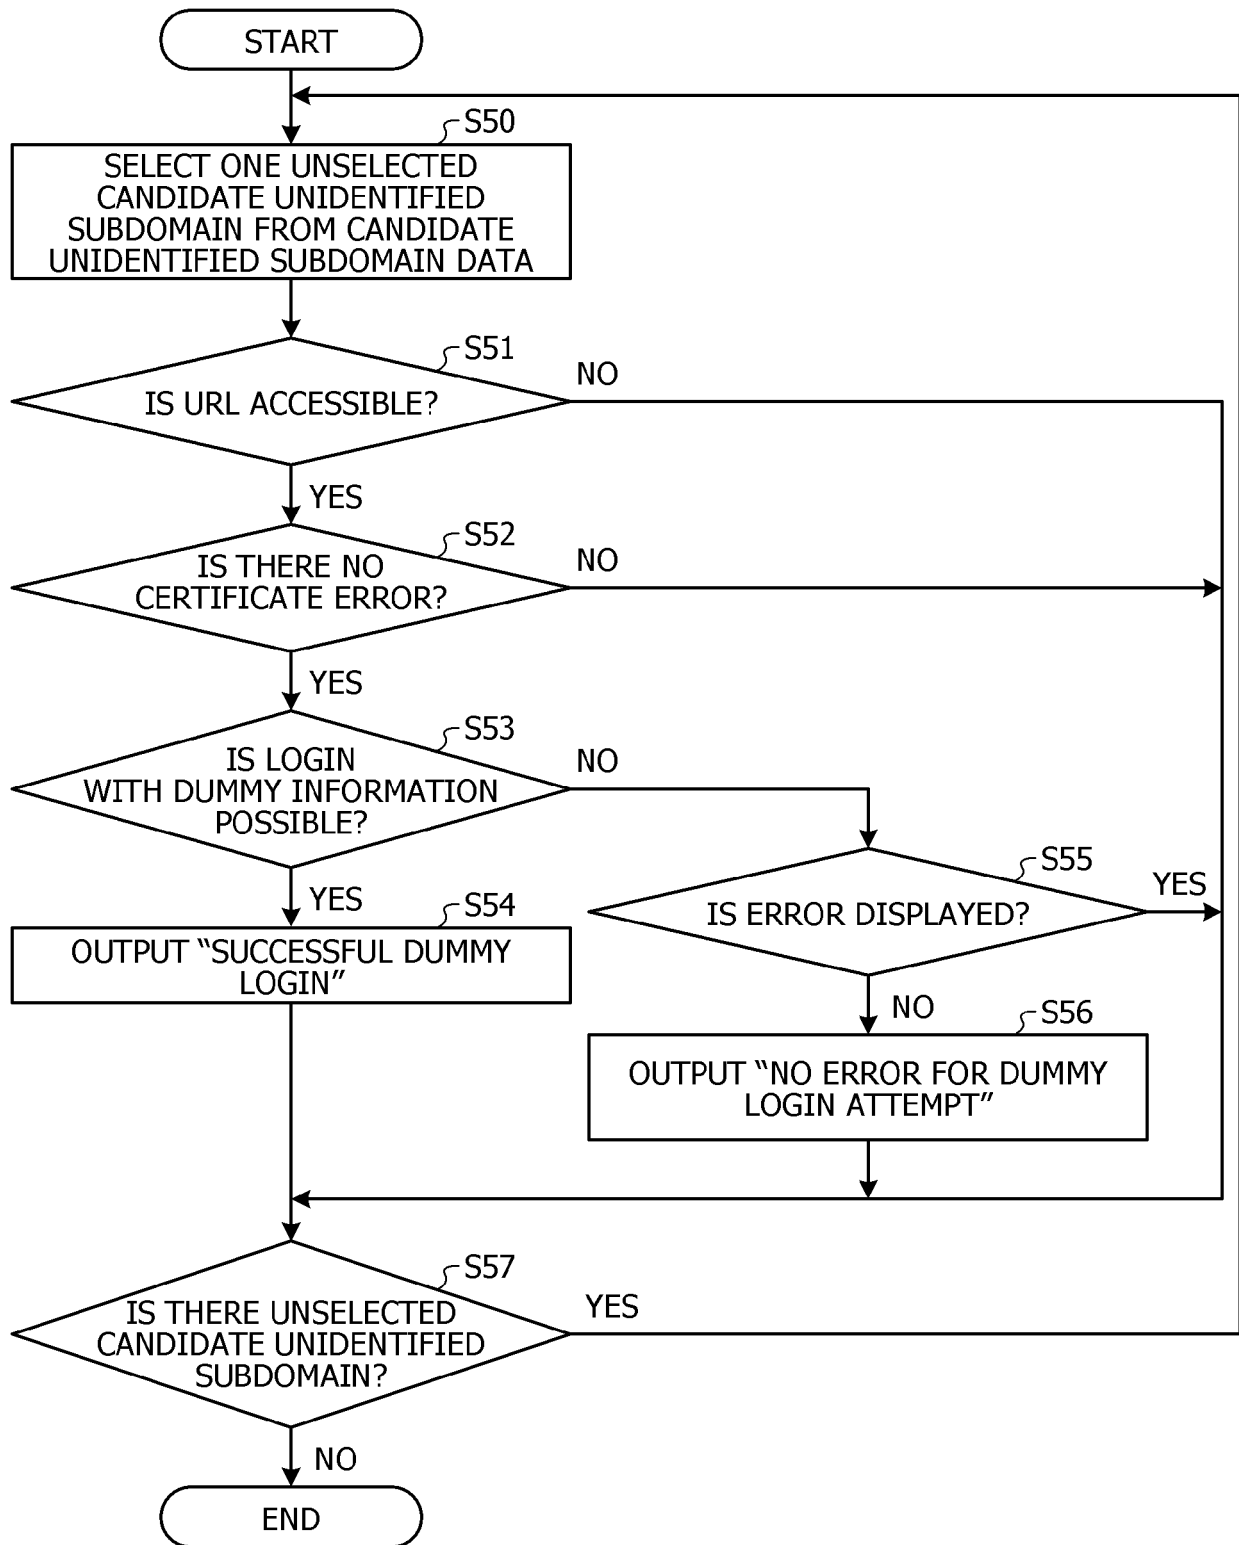 START
S50
SELECT ONE UNSELECTED
CANDIDATE UNIDENTIFIED
SUBDOMAIN FROM CANDIDATE
UNIDENTIFIED SUBDOMAIN DATA
S51
IS URL ACCESSIBLE?
NO
YES
S52
IS THERE NO
CERTIFICATE ERROR?
NO
YES
S53
IS LOGIN
WITH DUMMY INFORMATION
POSSIBLE?
NO
YES
S54
OUTPUT “SUCCESSFUL DUMMY
LOGIN”
S55
IS ERROR DISPLAYED?
YES
NO
S56
OUTPUT “NO ERROR FOR DUMMY
LOGIN ATTEMPT”
S57
IS THERE UNSELECTED
CANDIDATE UNIDENTIFIED
SUBDOMAIN?
YES
NO
END